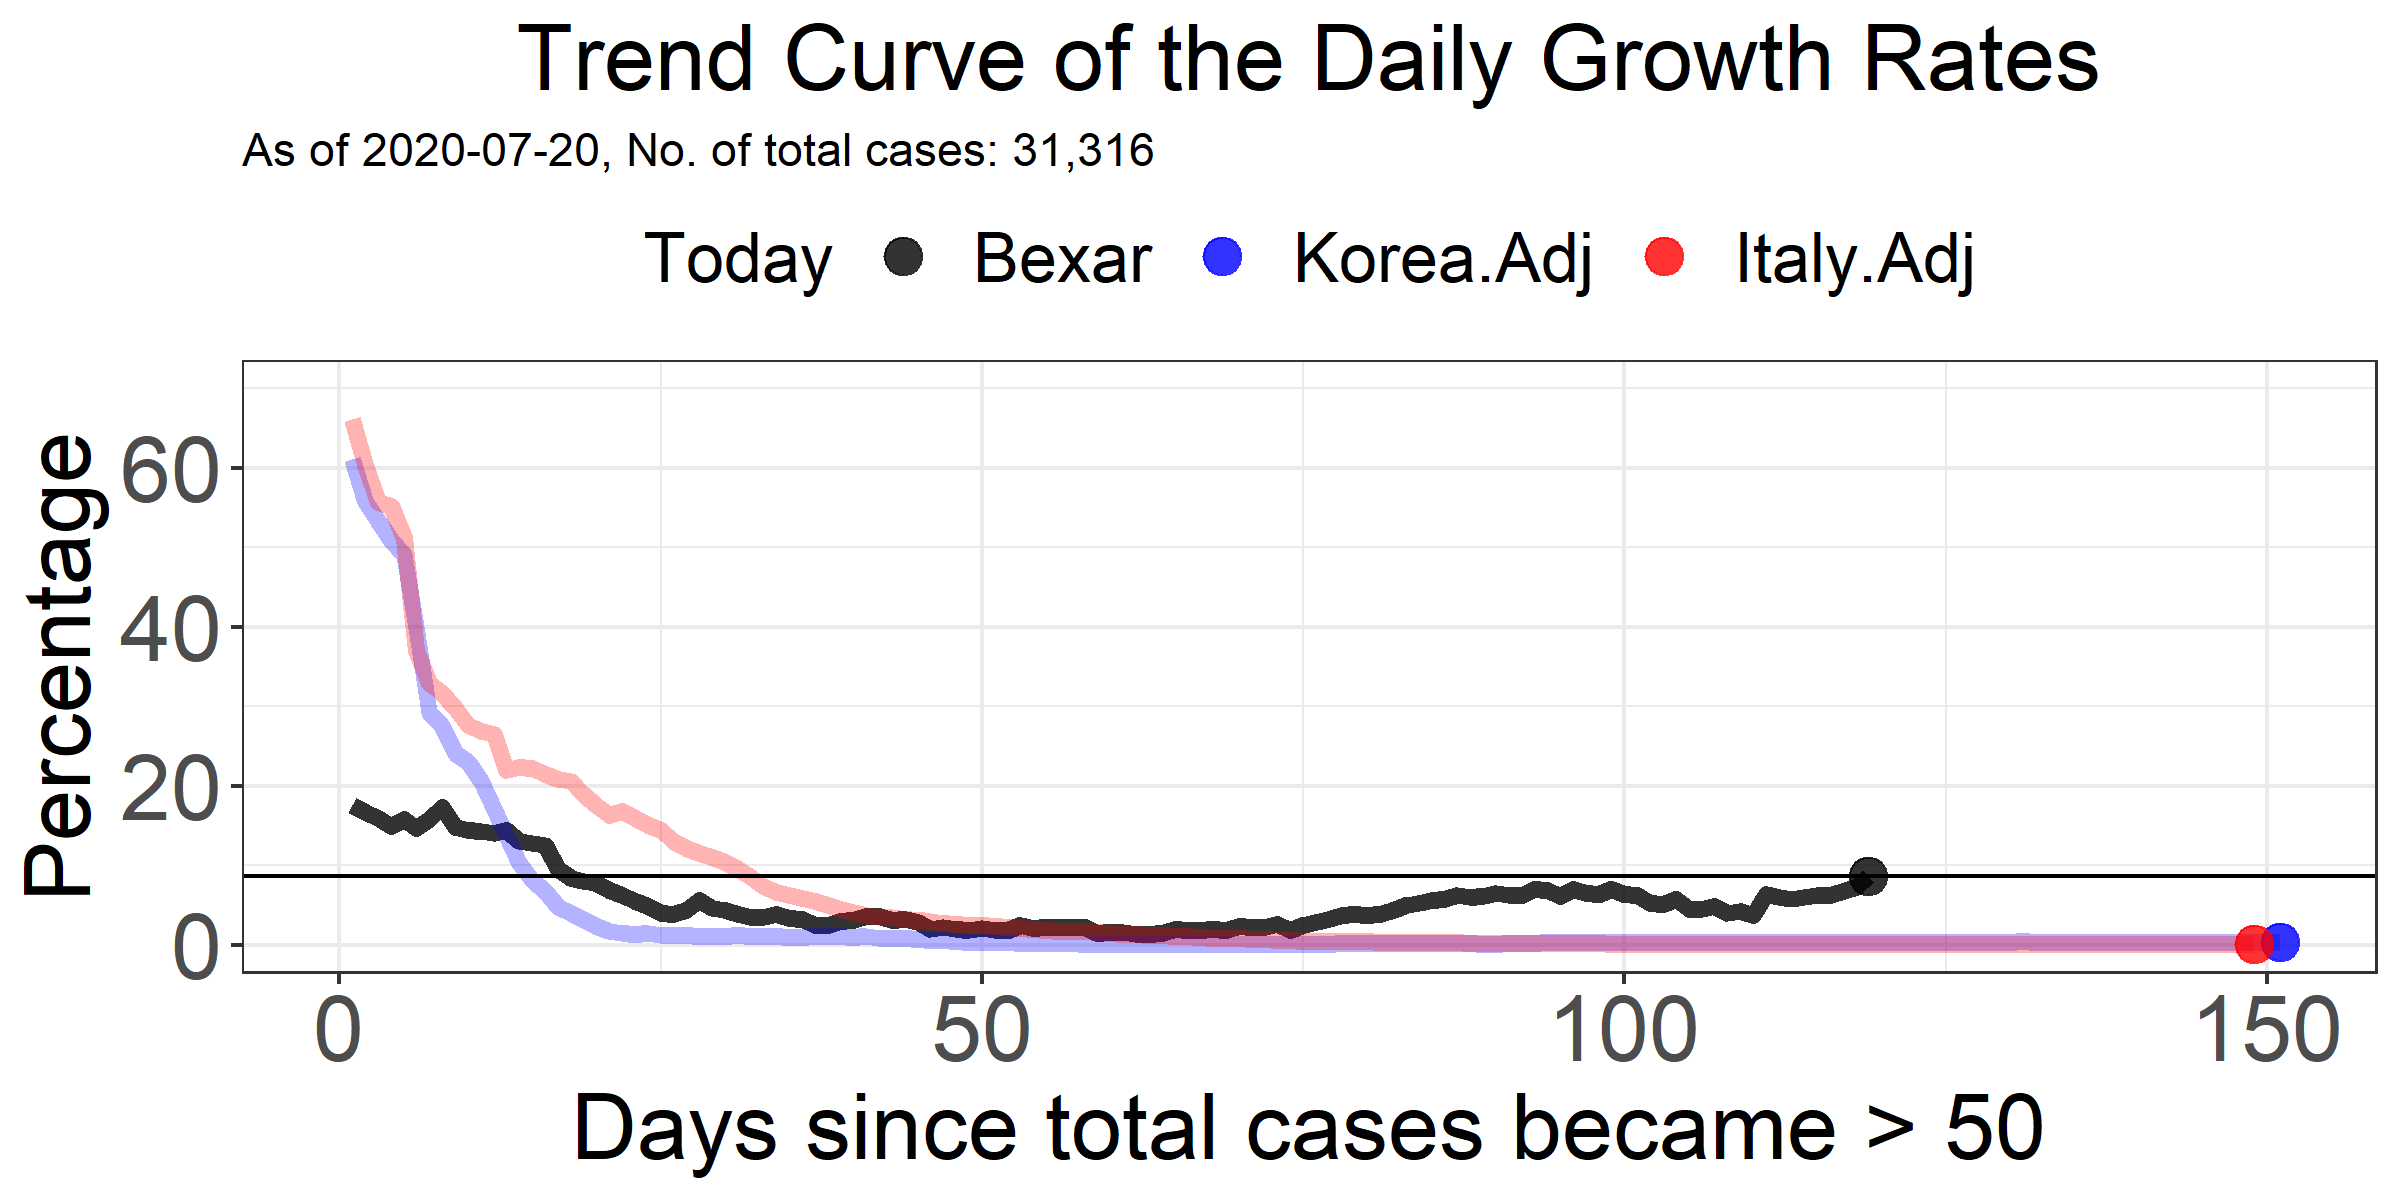 Trend Curve of the Daily Growth Rates
As of 2020-07-20, No. of total cases: 31,316
Today Bexar Korea.Adj Italy.Adj
Percentage
60
40
20
0
0 50 100 150
Days since total cases became > 50